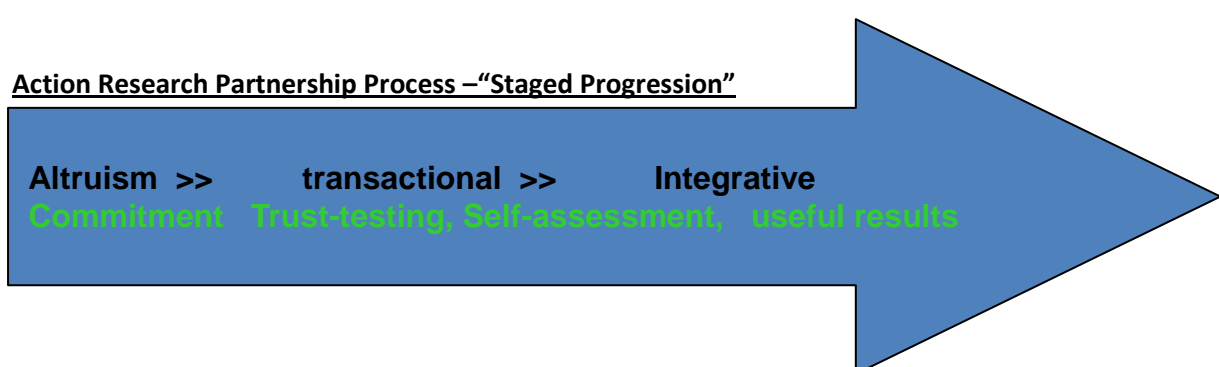 Action Research Partnership Process –“Staged Progression”
Altruism >> transactional >> Integrative
Commitment Trust-testing, Self-assessment, useful results